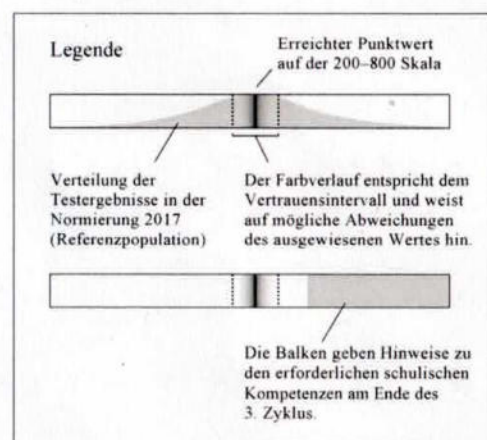 Legende
Erreichter Punktwert
auf der 200–800 Skala
Verteilung der
Testergebnisse in der
Normierung 2017
(Referenzpopulation)
Der Farbverlauf entspricht dem
Vertrauensintervall und weist
auf mögliche Abweichungen
des ausgewiesenen Wertes hin.
Die Balken geben Hinweise zu
den erforderlichen schulischen
Kompetenzen am Ende des
3. Zyklus.